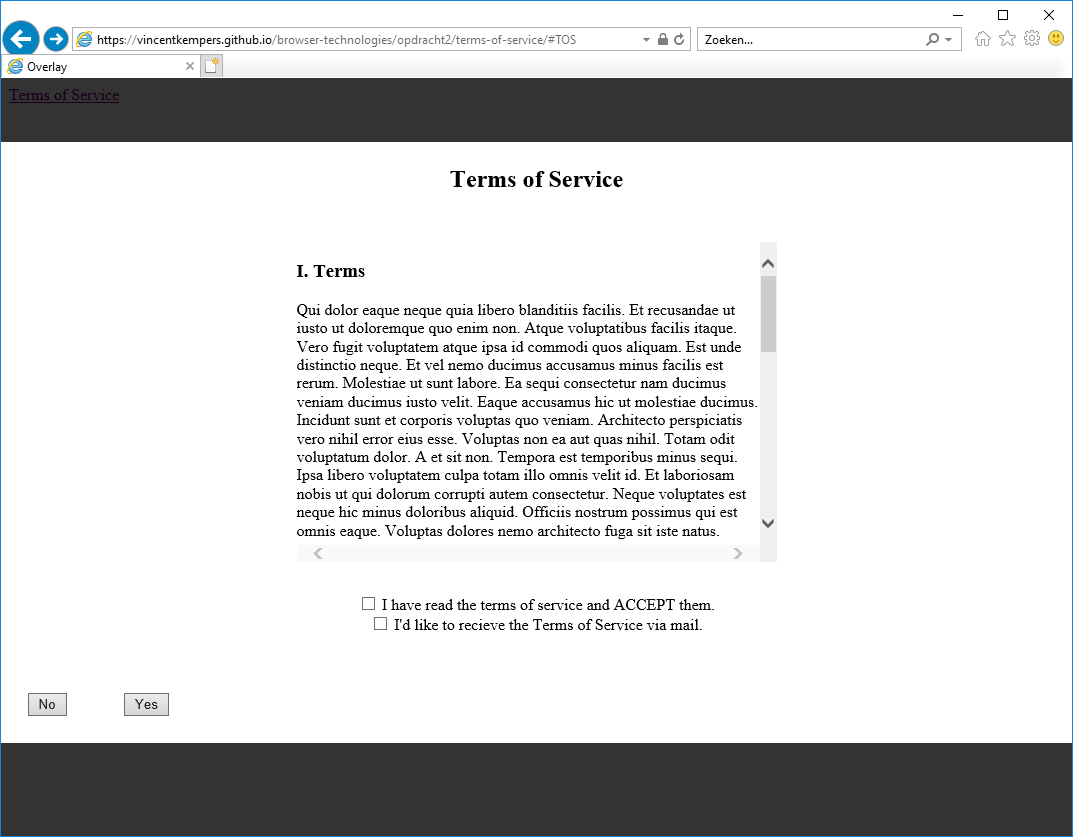 https://vincentkempers.github.io/browser-technologies/opdracht2/terms-of-service/#TOS
Zoeken...
Overlay
Terms of Service
Terms of Service
I. Terms
Qui dolor eaque neque quia libero blanditiis facilis. Et recusandae ut
iusto ut doloremque quo enim non. Atque voluptatibus facilis itaque.
Vero fugit voluptatem atque ipsa id commodi quos aliquam. Est unde
distinctio neque. Et vel nemo ducimus accusamus minus facilis est
rerum. Molestiae ut sunt labore. Ea sequi consectetur nam ducimus
veniam ducimus iusto velit. Eaque accusamus hic ut molestiae ducimus.
Incidunt sunt et corporis voluptas quo veniam. Architecto perspiciatis
vero nihil error eius esse. Voluptas non ea aut quas nihil. Totam odit
voluptatum dolor. A et sit non. Tempora est temporibus minus sequi.
Ipsa libero voluptatem culpa totam illo omnis velit id. Et laboriosam
nobis ut qui dolorum corrupti autem consectetur. Neque voluptates est
neque hic minus doloribus aliquid. Officiis nostrum possimus qui est
omnis eaque. Voluptas dolores nemo architecto fuga sit iste natus.
I have read the terms of service and ACCEPT them.
I'd like to recieve the Terms of Service via mail.
No
Yes